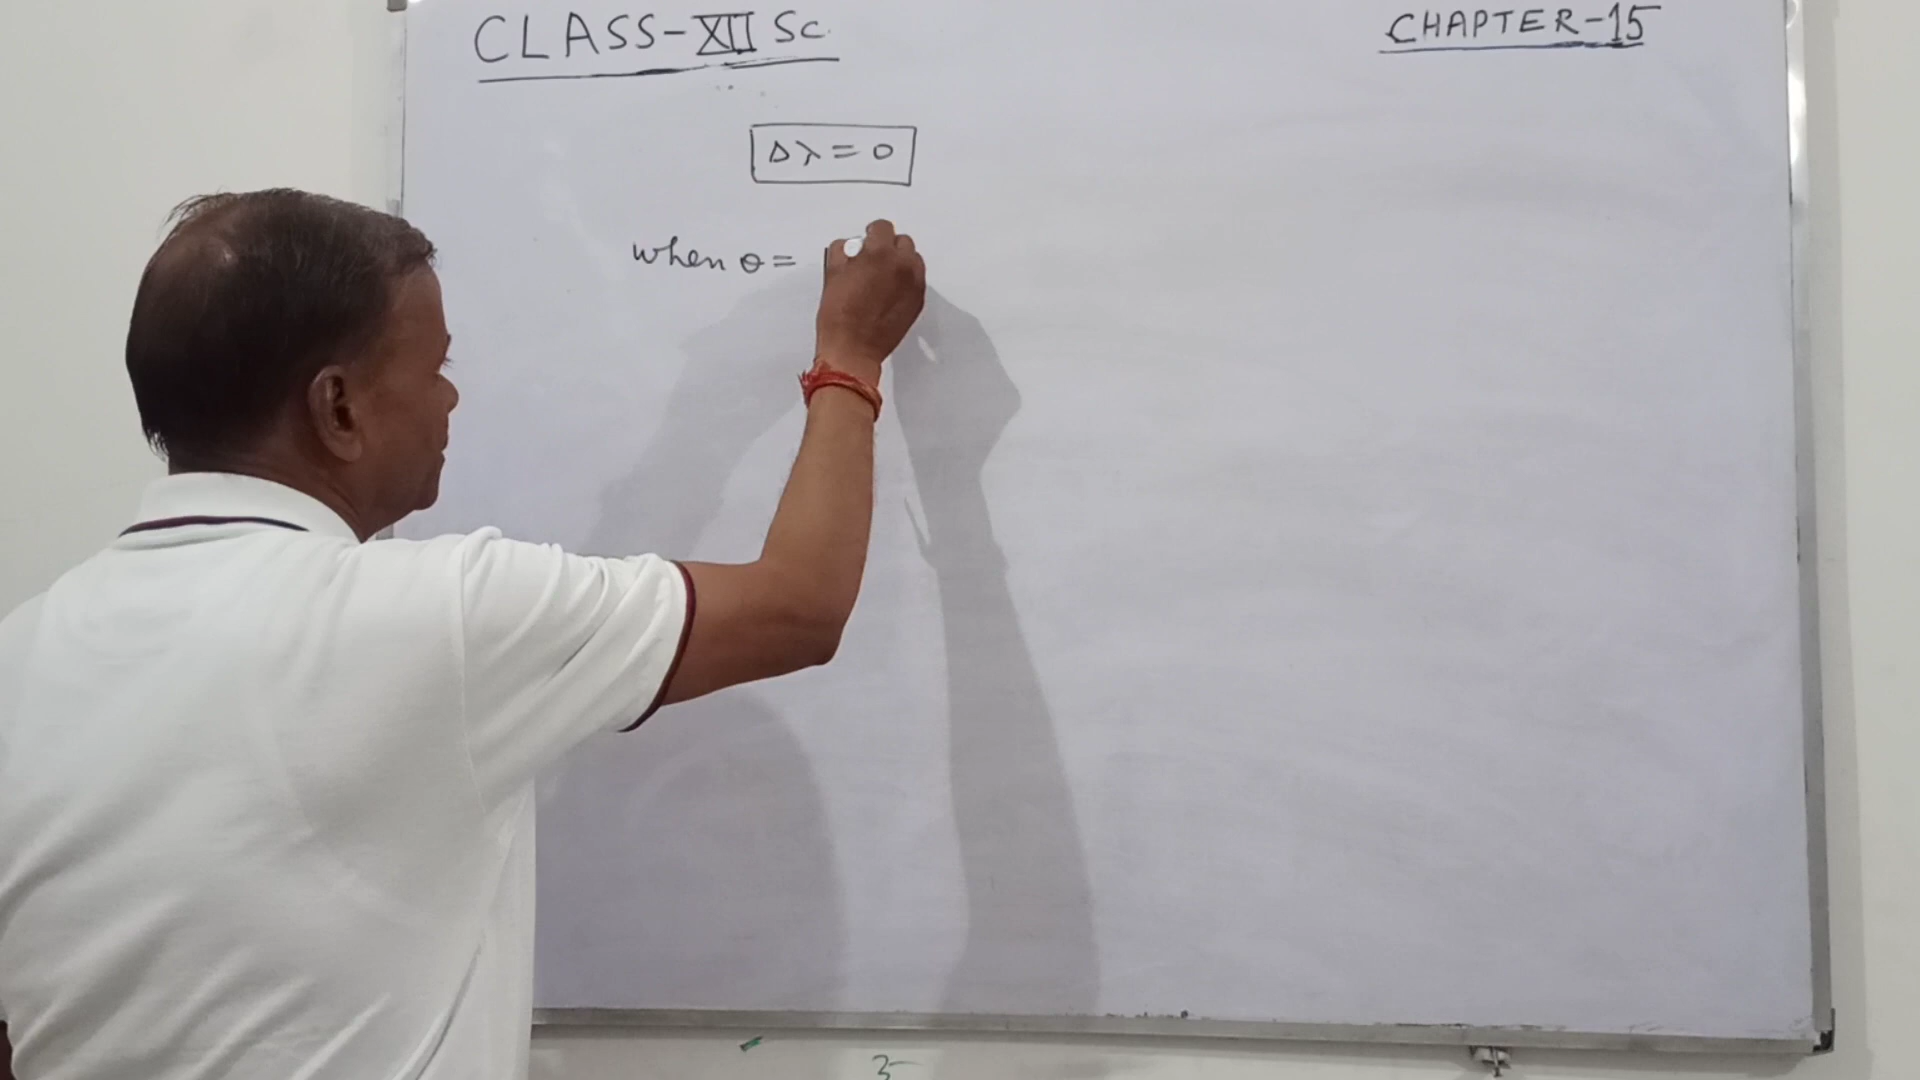 CLASS-XII Sc.
CHAPTER-15
Δλ = 0
when θ =